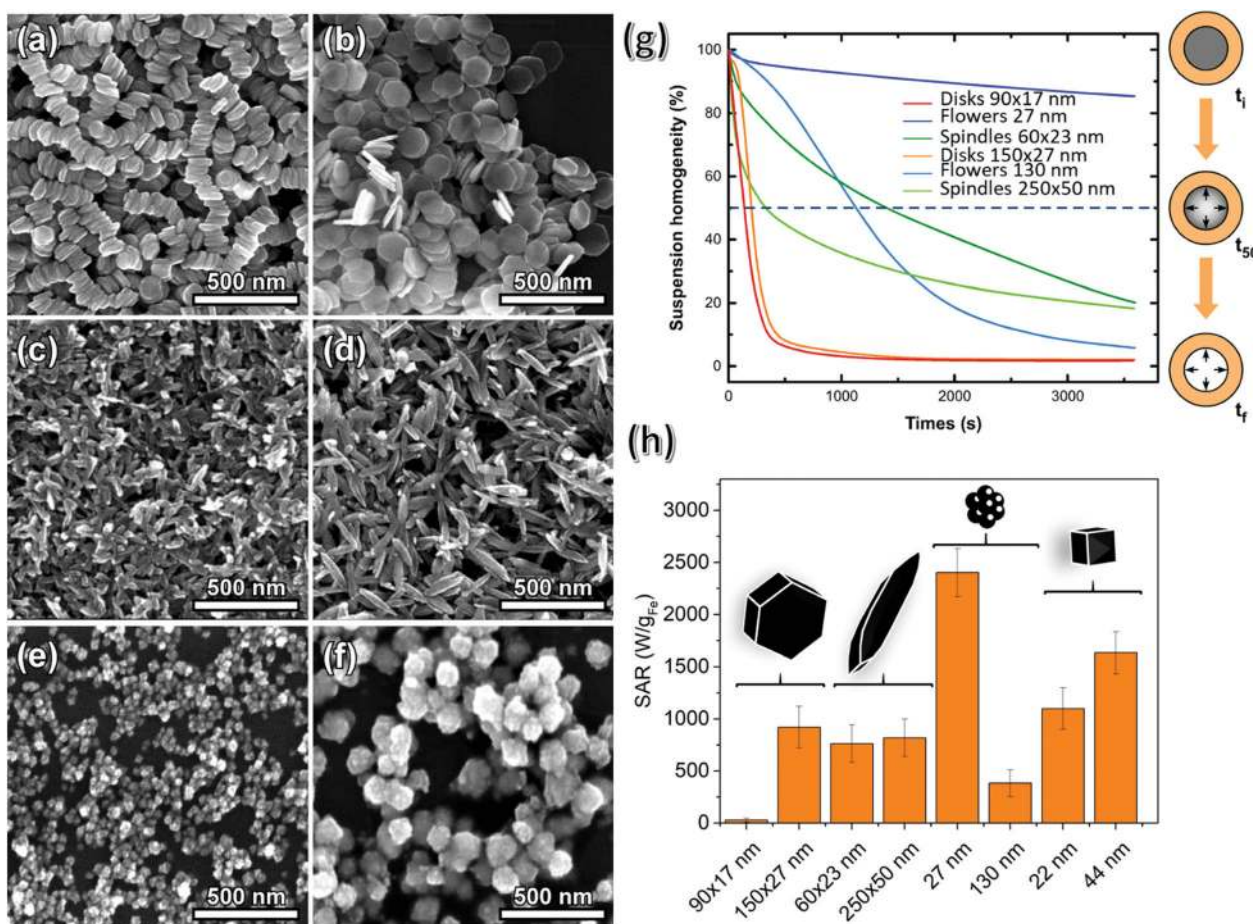 (a)
500 nm
(b)
500 nm
(c)
500 nm
(d)
500 nm
(e)
500 nm
(f)
500 nm
(g)
Suspension homogeneity (%)
100
80
60
40
20
0
Disks 90x17 nm
Flowers 27 nm
Spindles 60x23 nm
Disks 150x27 nm
Flowers 130 nm
Spindles 250x50 nm
0 1000 2000 3000
Times (s)
ti
t50
tf
(h)
SAR (W/gFe)
3000
2500
2000
1500
1000
500
0
90x17 nm
150x27 nm
60x23 nm
250x50 nm
27 nm
130 nm
22 nm
44 nm